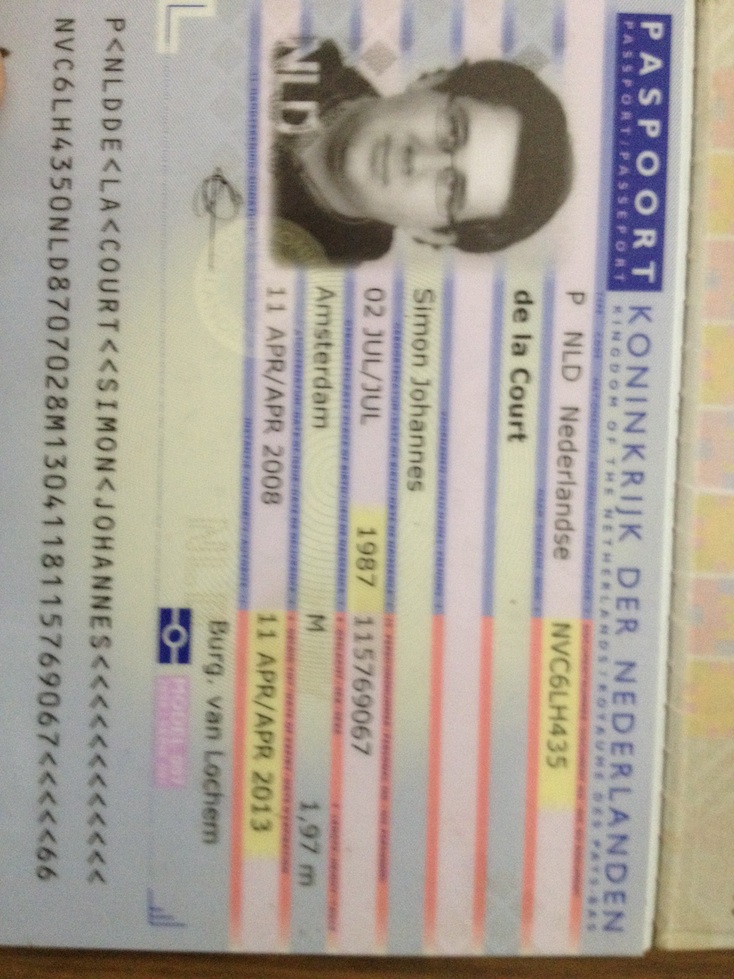 PASPOORT
PASSPORT/PASSEPORT
KONINKRIJK DER NEDERLANDEN
KINGDOM OF THE NETHERLANDS/ROYAUME DES PAYS-BAS
P NLD Nederlandse NVC6LH435
de la Court
Simon Johannes
02 JUL/JUL 1987 115769067
Amsterdam M 1,97 m
NLD
11 APR/APR 2008 11 APR/APR 2013
Burg. van Lochem
NLD
P<NLDDE<LA<COURT<<SIMON<JOHANNES<<<<<<<<<<<<
NVC6LH4350NLD8707028M1304118115769067<<<<<66